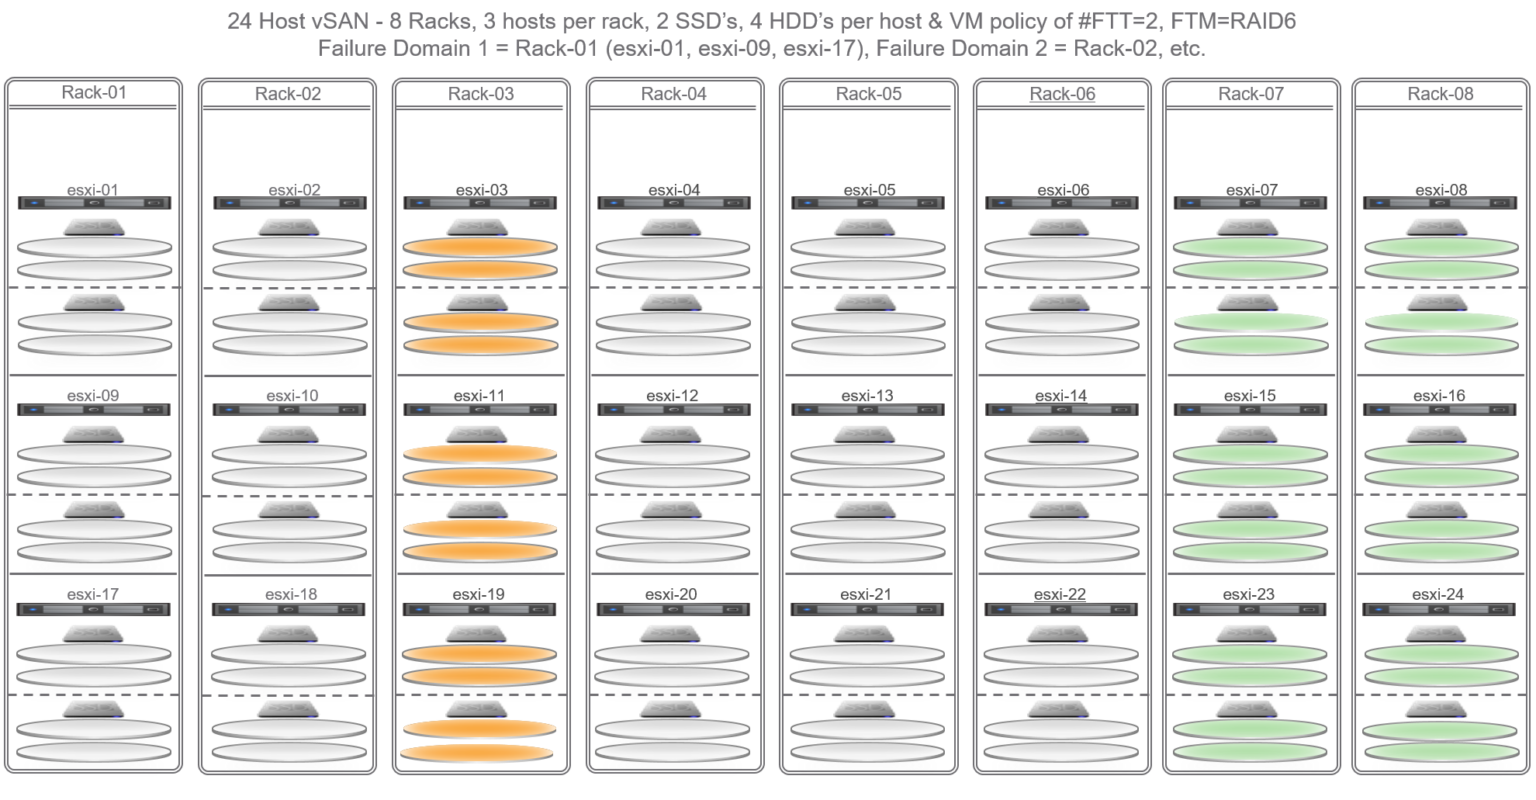 24 Host vSAN - 8 Racks, 3 hosts per rack, 2 SSD’s, 4 HDD’s per host & VM policy of #FTT=2, FTM=RAID6
Failure Domain 1 = Rack-01 (esxi-01, esxi-09, esxi-17), Failure Domain 2 = Rack-02, etc.
Rack-01 Rack-02 Rack-03 Rack-04 Rack-05 Rack-06 Rack-07 Rack-08
esxi-01 esxi-02 esxi-03 esxi-04 esxi-05 esxi-06 esxi-07 esxi-08
esxi-09 esxi-10 esxi-11 esxi-12 esxi-13 esxi-14 esxi-15 esxi-16
esxi-17 esxi-18 esxi-19 esxi-20 esxi-21 esxi-22 esxi-23 esxi-24